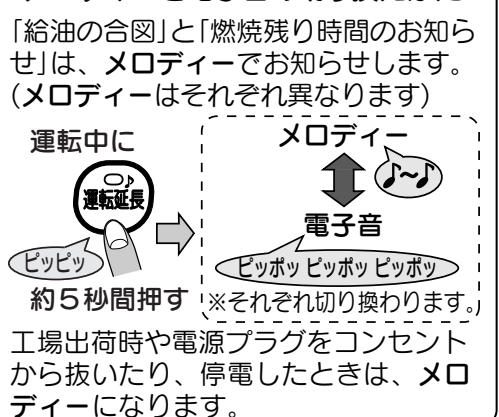 「給油の合図」と「燃焼残り時間のお知ら
せ」は、メロディーでお知らせします。
(メロディーはそれぞれ異なります)
運転中に
運転延長
ピッピッ
約5秒間押す
メロディー
♪〜♪
電子音
ピッポッ ピッポッ ピッポッ
※それぞれ切り換わります。
工場出荷時や電源プラグをコンセント
から抜いたり、停電したときは、メロ
ディーになります。